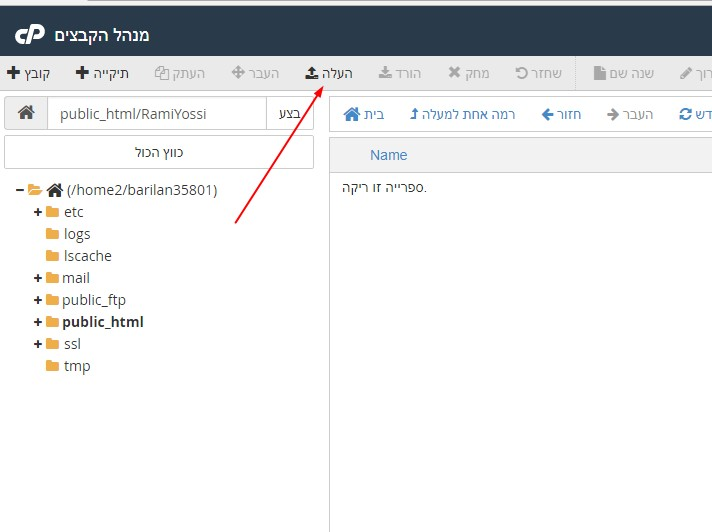 cP מנהל הקבצים
קובץ תיקייה העתק העבר העלה הורד מחק שחזר שנה שם רוך
public_html/RamiYossi בצע
כווץ הכול
(/home2/barilan35801)
etc
logs
lscache
mail
public_ftp
public_html
ssl
tmp
בית רמה אחת למעלה חזור העבר דש
Name
ספרייה זו ריקה.